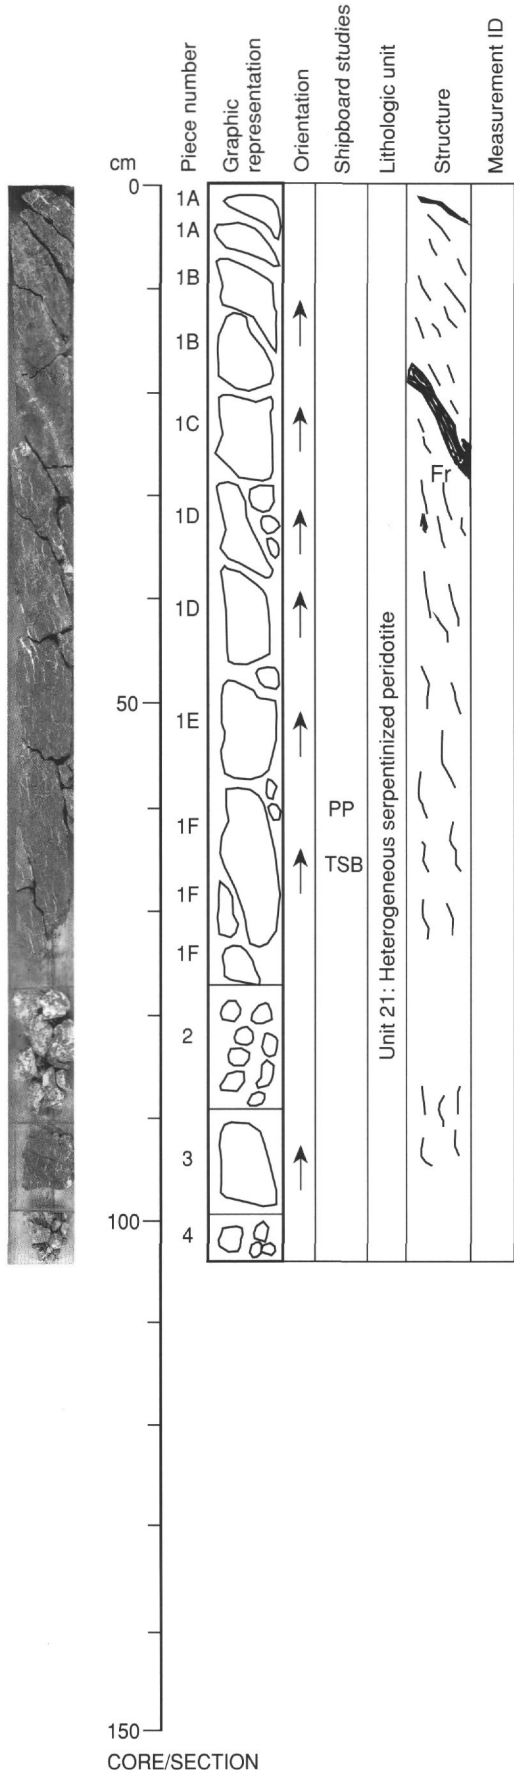 cm
Piece number
Graphic
representation
Orientation
Shipboard studies
Lithologic unit
Structure
Measurement ID
0
1A
1A
1B
1B
1C
Fr
1D
1D
50
1E
PP
1F
TSB
1F
1F
Unit 21: Heterogeneous serpentinized peridotite
2
3
100
4
150
CORE/SECTION